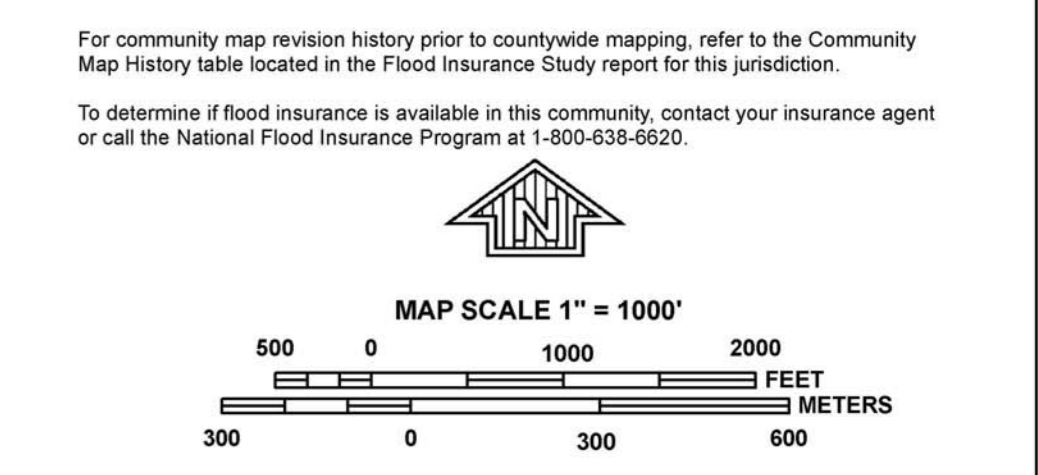 For community map revision history prior to countywide mapping, refer to the Community
Map History table located in the Flood Insurance Study report for this jurisdiction.
To determine if flood insurance is available in this community, contact your insurance agent
or call the National Flood Insurance Program at 1-800-638-6620.
N
MAP SCALE 1" = 1000'
500 0 1000 2000
FEET
METERS
300 0 300 600